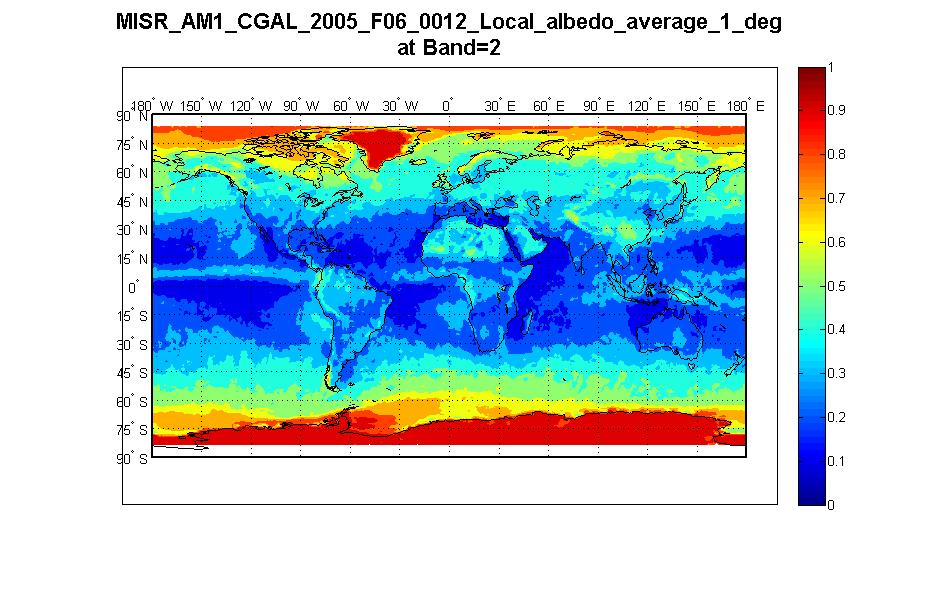 MISR_AM1_CGAL_2005_F06_0012_Local_albedo_average_1_deg
at Band=2
180° W 150° W 120° W 90° W 60° W 30° W 0° 30° E 60° E 90° E 120° E 150° E 180° E
90° N
75° N
60° N
45° N
30° N
15° N
0°
15° S
30° S
45° S
60° S
75° S
90° S
1
0.9
0.8
0.7
0.6
0.5
0.4
0.3
0.2
0.1
0